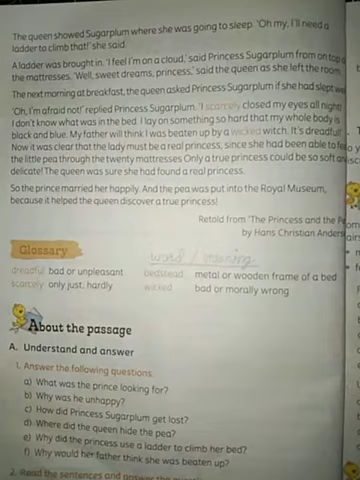 The queen showed Sugarplum where she was going to sleep. 'Oh my, I'll need a
ladder to climb that!' she said.
A ladder was brought in. 'I feel I'm on a cloud,' said Princess Sugarplum from on top o
the mattresses. 'Well, sweet dreams, princess,' said the queen as she left the room.
The next morning at breakfast, the queen asked Princess Sugarplum if she had slept we
'Oh, I'm afraid not!' replied Princess Sugarplum. 'I scarcely closed my eyes all night!
I don't know what was in the bed. I lay on something so hard that my whole body is
black and blue. My father will think I was beaten up by a wicked witch. It's dreadful!'
Now it was clear that the lady must be a real princess, since she had been able to fe
the little pea through the twenty mattresses Only a true princess could be so soft an
delicate! The queen was sure she had found a real princess.
So the prince married her happily. And the pea was put into the Royal Museum,
because it helped the queen discover a true princess!
Retold from 'The Princess and the Pe
by Hans Christian Anders
Glossary
word / meaning
dreadful bad or unpleasant
bedstead metal or wooden frame of a bed
scarcely only just, hardly
wicked bad or morally wrong
About the passage
A. Understand and answer
1. Answer the following questions.
a) What was the prince looking for?
b) Why was he unhappy?
c) How did Princess Sugarplum get lost?
d) Where did the queen hide the pea?
e) Why did the princess use a ladder to climb her bed?
f) Why would her father think she was beaten up?
2. Read the sentences and answer the